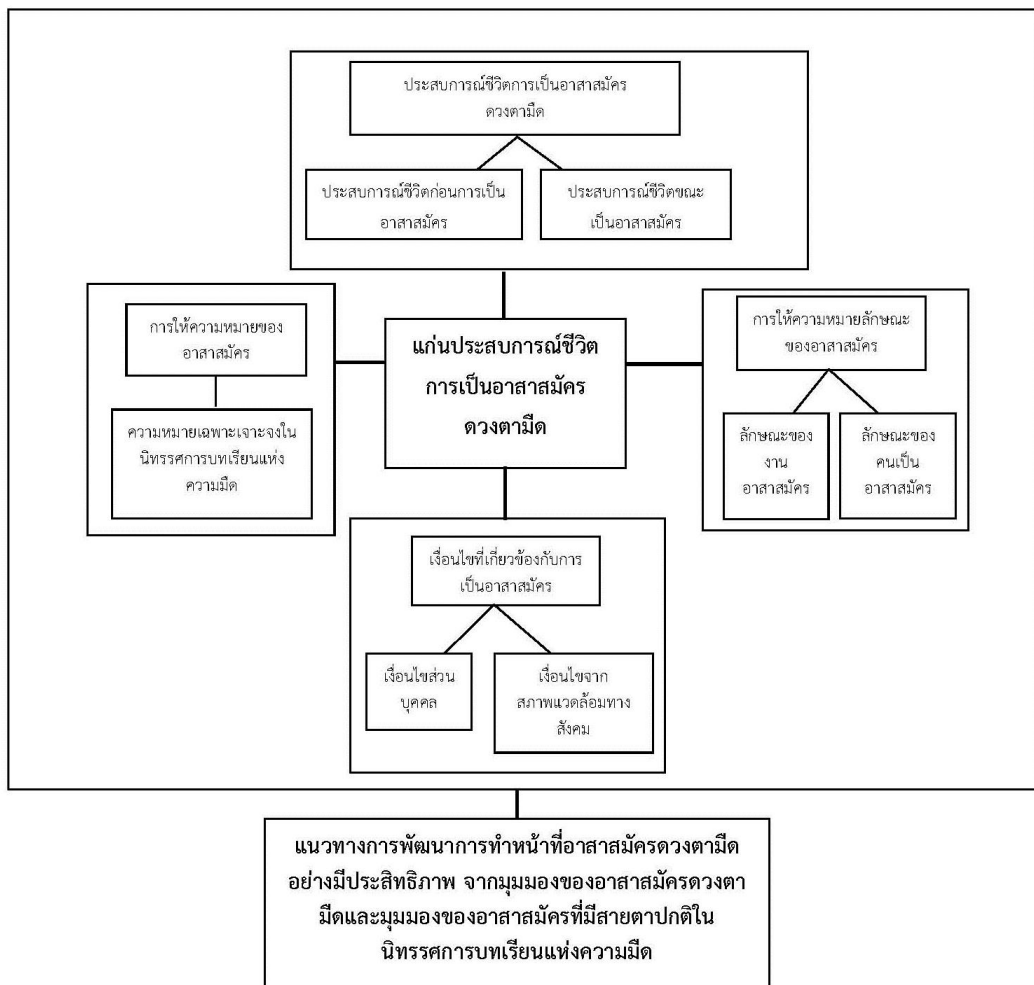 ประสบการณ์ชีวิตการเป็นอาสาสมัคร
ดวงตามืด
ประสบการณ์ชีวิตก่อนการเป็น
อาสาสมัคร
ประสบการณ์ชีวิตขณะ
เป็นอาสาสมัคร
การให้ความหมายของ
อาสาสมัคร
ความหมายเฉพาะเจาะจงใน
นิทรรศการบทเรียนแห่ง
ความมืด
แก่นประสบการณ์ชีวิต
การเป็นอาสาสมัคร
ดวงตามืด
การให้ความหมายลักษณะ
ของอาสาสมัคร
ลักษณะของ
งาน
อาสาสมัคร
ลักษณะของ
คนเป็น
อาสาสมัคร
เงื่อนไขที่เกี่ยวข้องกับการ
เป็นอาสาสมัคร
เงื่อนไขส่วน
บุคคล
เงื่อนไขจาก
สภาพแวดล้อมทาง
สังคม
แนวทางการพัฒนาการทำหน้าที่อาสาสมัครดวงตามืด
อย่างมีประสิทธิภาพ จากมุมมองของอาสาสมัครดวงตา
มืดและมุมมองของอาสาสมัครที่มีสายตาปกติใน
นิทรรศการบทเรียนแห่งความมืด